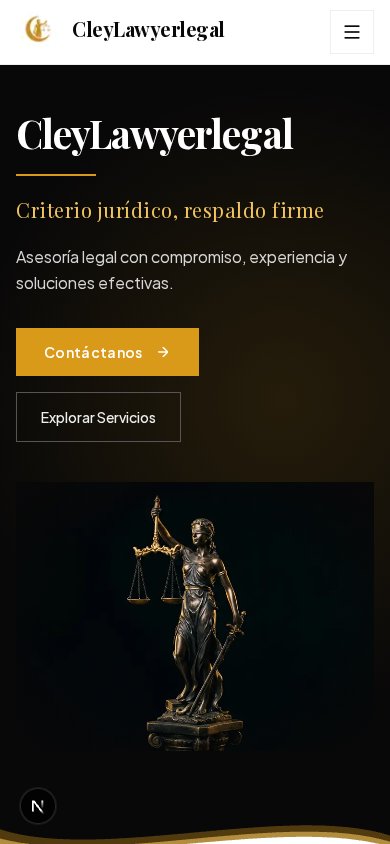 CleyLawyerlegal
CleyLawyerlegal
Criterio jurídico, respaldo firme
Asesoría legal con compromiso, experiencia y
soluciones efectivas.
Contáctanos
Explorar Servicios
N